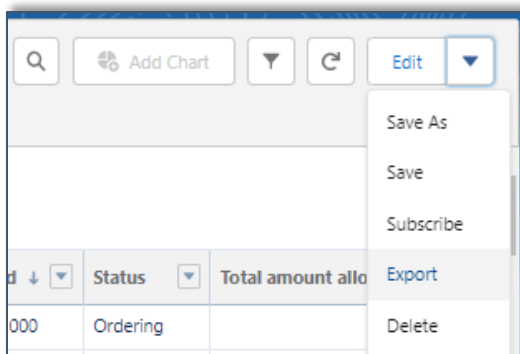 Add Chart
Edit
Save As
Save
Subscribe
Export
Delete
d Status Total amount allo
000 Ordering